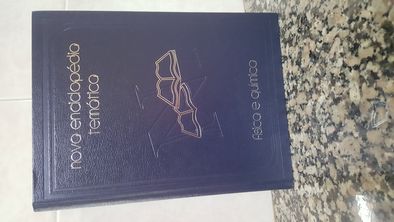 nova enciclopédia
temática
física e química